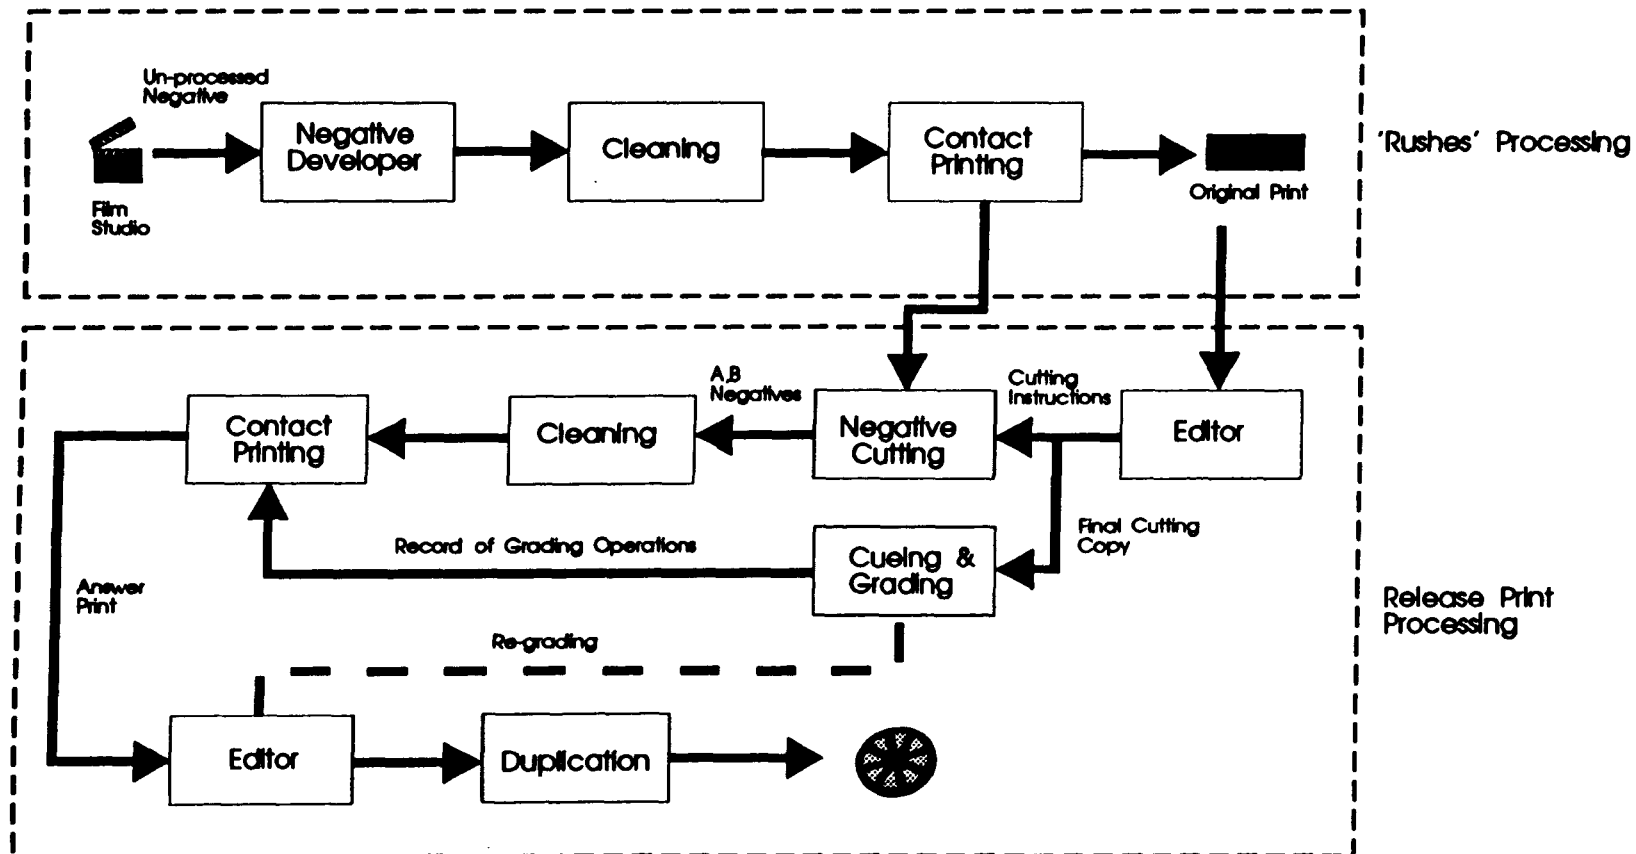 Un-processed
Negative
Negative
Developer
Cleaning
Contact
Printing
'Rushes' Processing
Original Print
Film
Studio
A,B
Negatives
Cutting
Instructions
Contact
Printing
Cleaning
Negative
Cutting
Editor
Final Cutting
Copy
Record of Grading Operations
Cueing &
Grading
Answer
Print
Release Print
Processing
Re-grading
Editor
Duplication